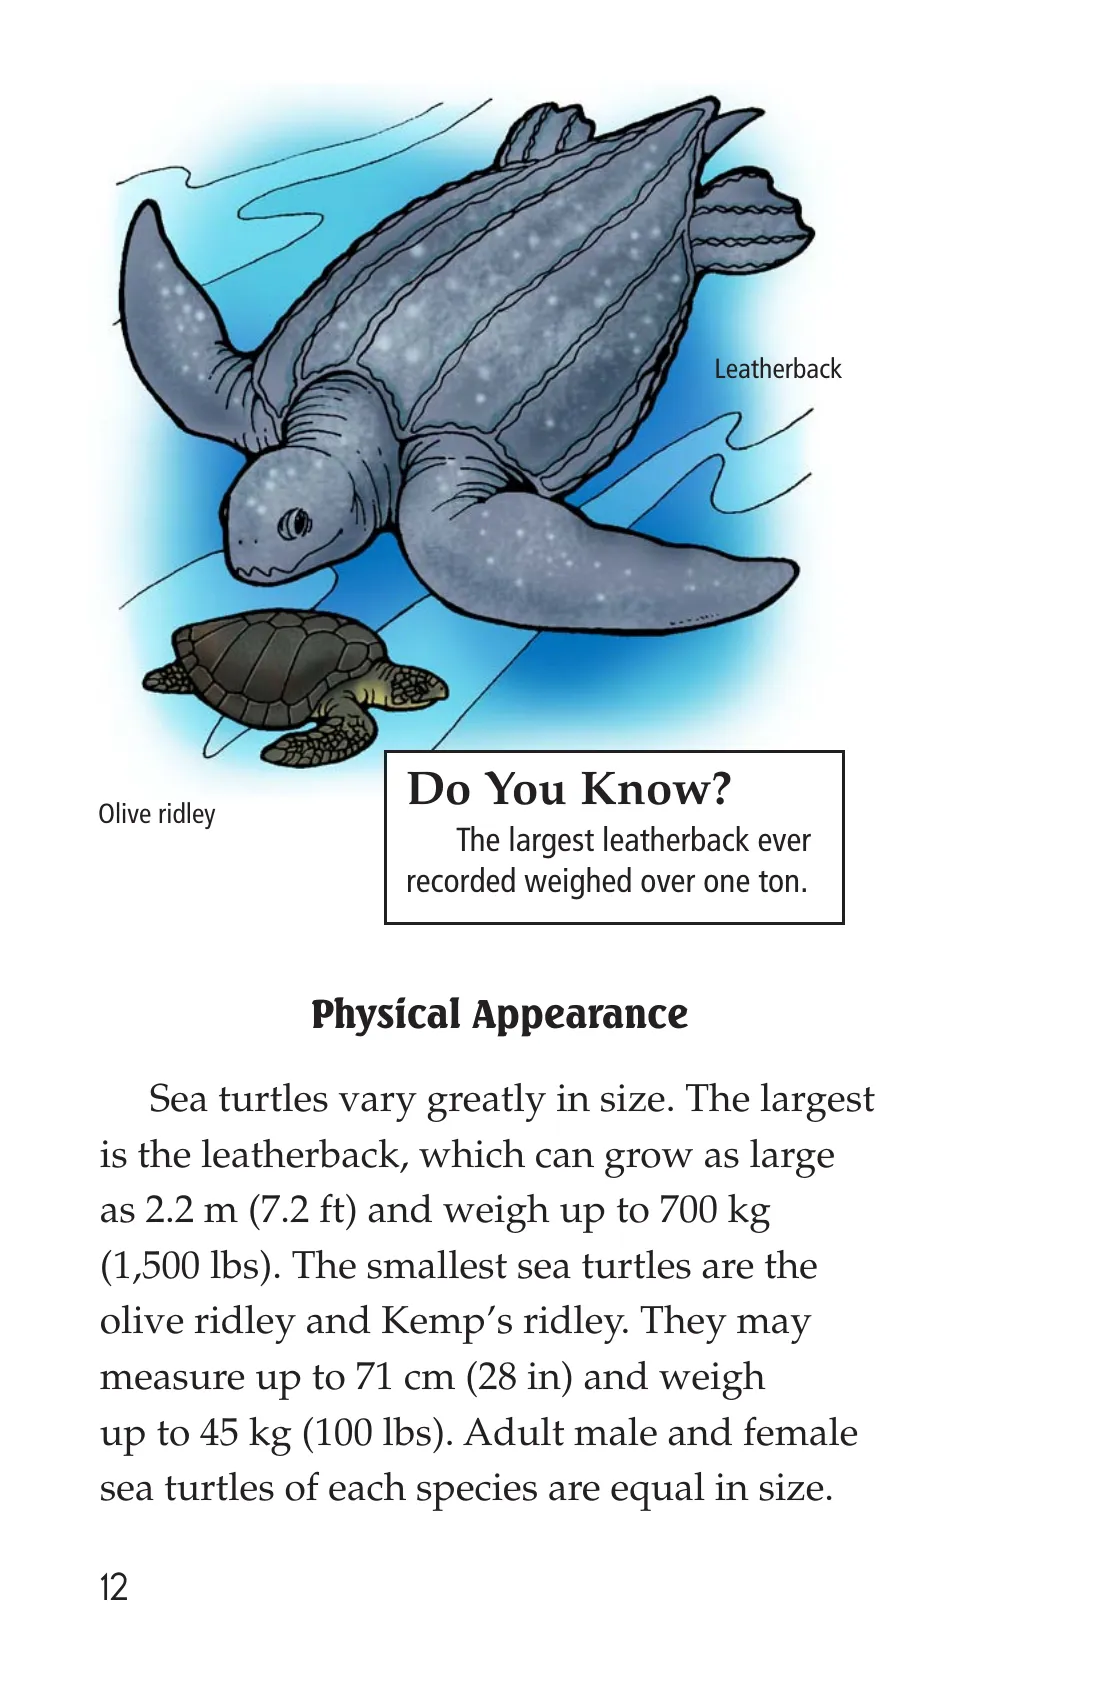 Leatherback
Olive ridley
Do You Know?
The largest leatherback ever
recorded weighed over one ton.
Physical Appearance
Sea turtles vary greatly in size. The largest
is the leatherback, which can grow as large
as 2.2 m (7.2 ft) and weigh up to 700 kg
(1,500 lbs). The smallest sea turtles are the
olive ridley and Kemp’s ridley. They may
measure up to 71 cm (28 in) and weigh
up to 45 kg (100 lbs). Adult male and female
sea turtles of each species are equal in size.
12